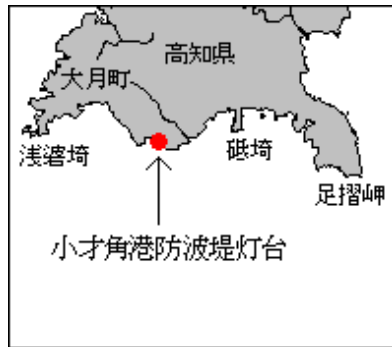 高知県
大月町
浅碆埼
砥埼
足摺岬
小才角港防波堤灯台